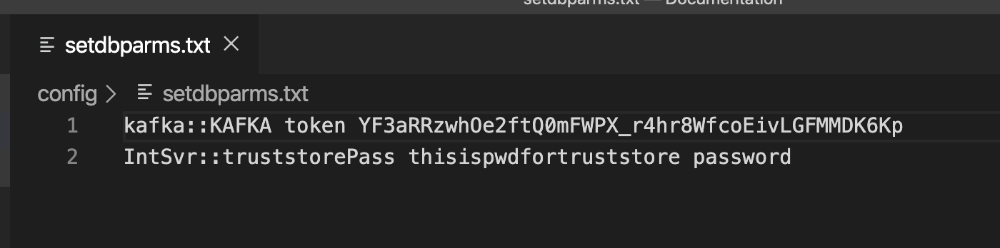 setdbparms.txt — Documentation
setdbparms.txt
config > setdbparms.txt
1 kafka::KAFKA token YF3aRRzwhOe2ftQ0mFWPX_r4hr8WfcoEivLGFMMDK6Kp
2 IntSvr::truststorePass thisispwdfortruststore password